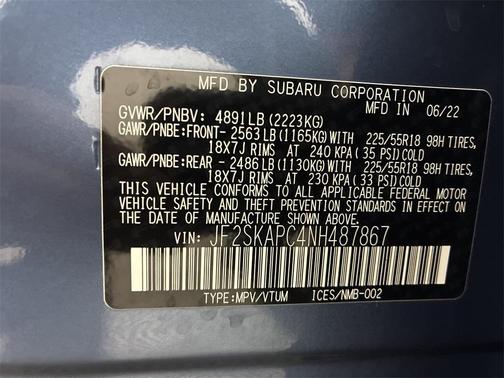 MFD BY SUBARU CORPORATION
MFD IN 06/22
GVWR/PNBV: 4891LB (2223KG)
GAWR/PNBE:FRONT- 2563LB (1165KG)WITH 225/55R18 98H TIRES,
18X7J RIMS AT 240 KPA ( 35 PSI)COLD
GAWR/PNBE:REAR - 2486LB (1130KG)WITH 225/55R18 98H TIRES,
18X7J RIMS AT 230 KPA ( 33 PSI)COLD
THIS VEHICLE CONFORMS TO ALL APPLICABLE FEDERAL MOTOR
VEHICLE SAFETY AND THEFT PREVENTION STANDARDS IN EFFECT
ON THE DATE OF MANUFACTURE SHOWN ABOVE.
VIN: JF2SKAPC4NH487867
TYPE:MPV/VTUM ICES/NMB-002